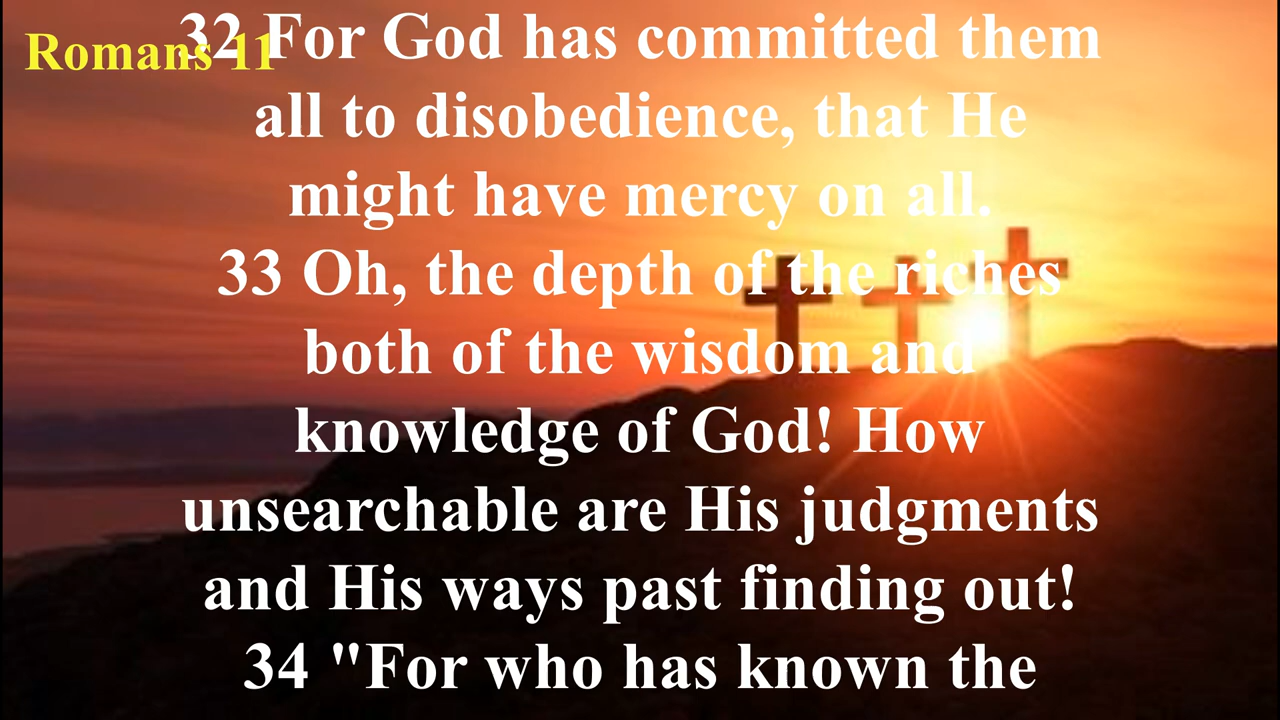 Romans 11
32 For God has committed them
all to disobedience, that He
might have mercy on all.
33 Oh, the depth of the riches
both of the wisdom and
knowledge of God! How
unsearchable are His judgments
and His ways past finding out!
34 "For who has known the